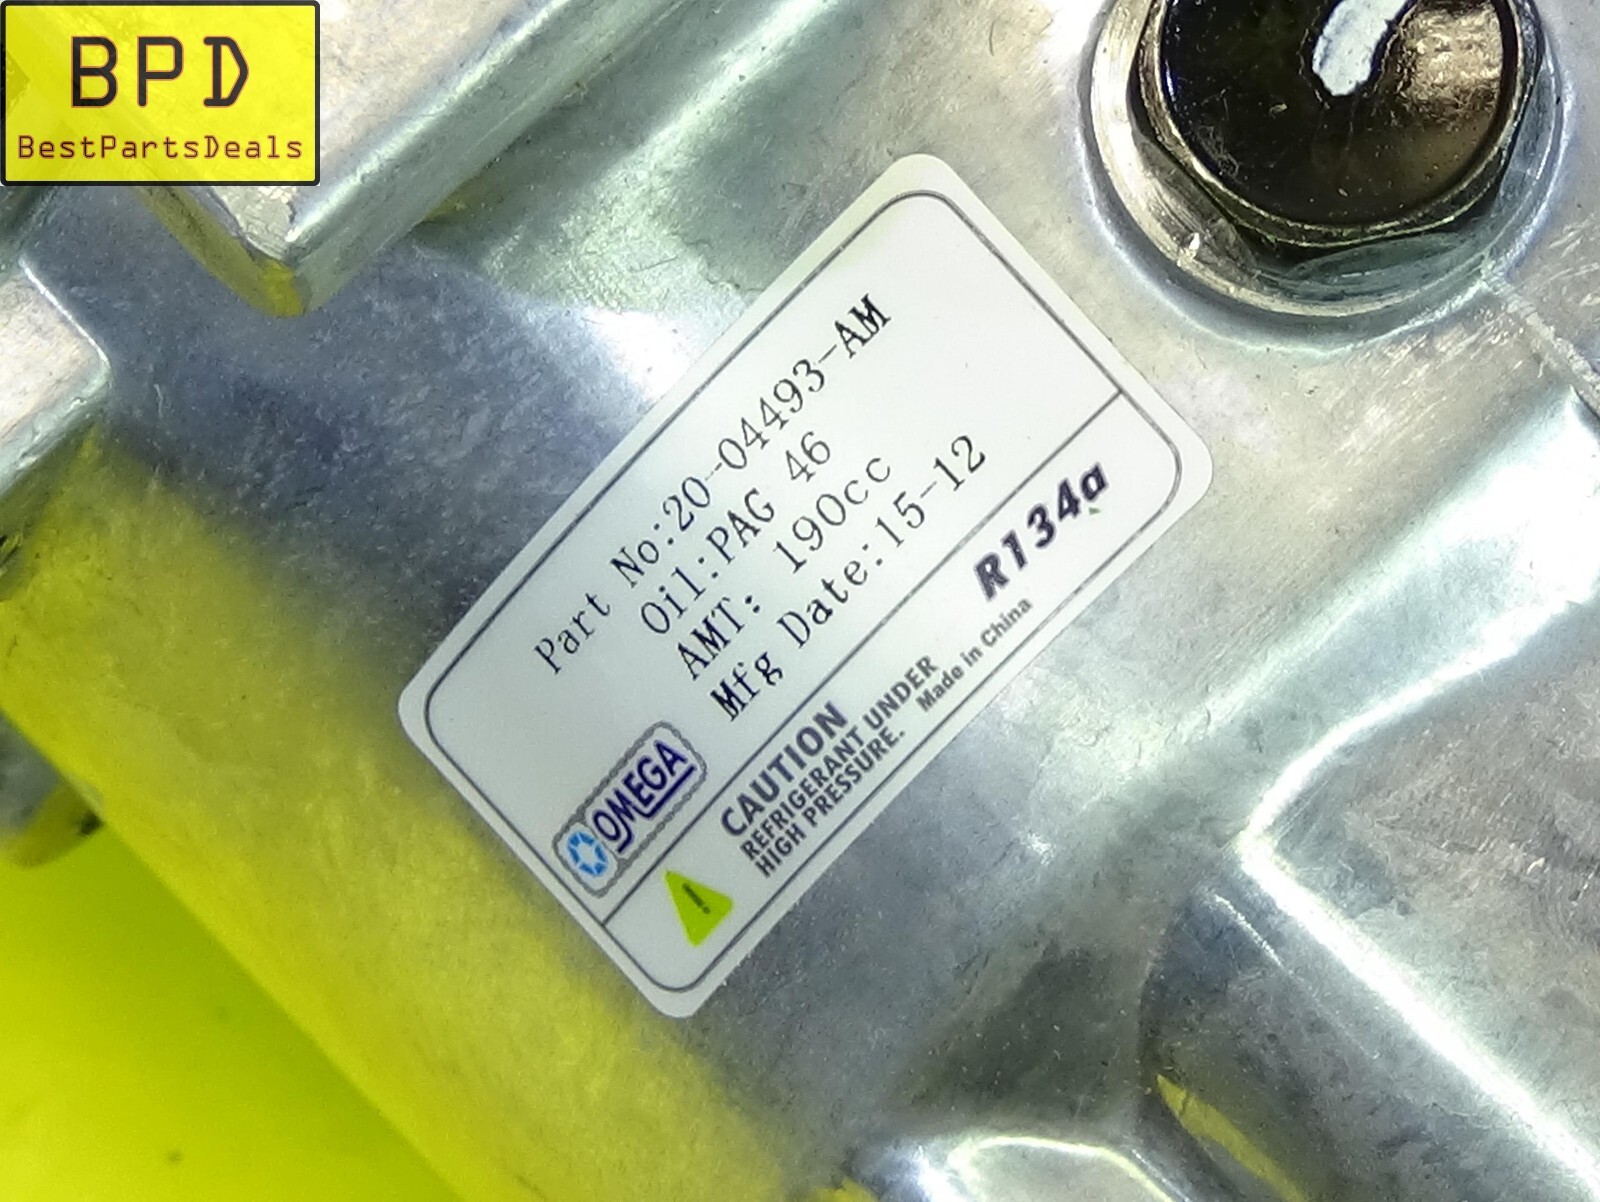 BPD
BestPartsDeals
Part No:20-04493-AM
Oil:PAG 46
AMT: 190cc
Mfg Date:15-12
OMEGA
R134a
CAUTION
REFRIGERANT UNDER
HIGH PRESSURE.
Made in China